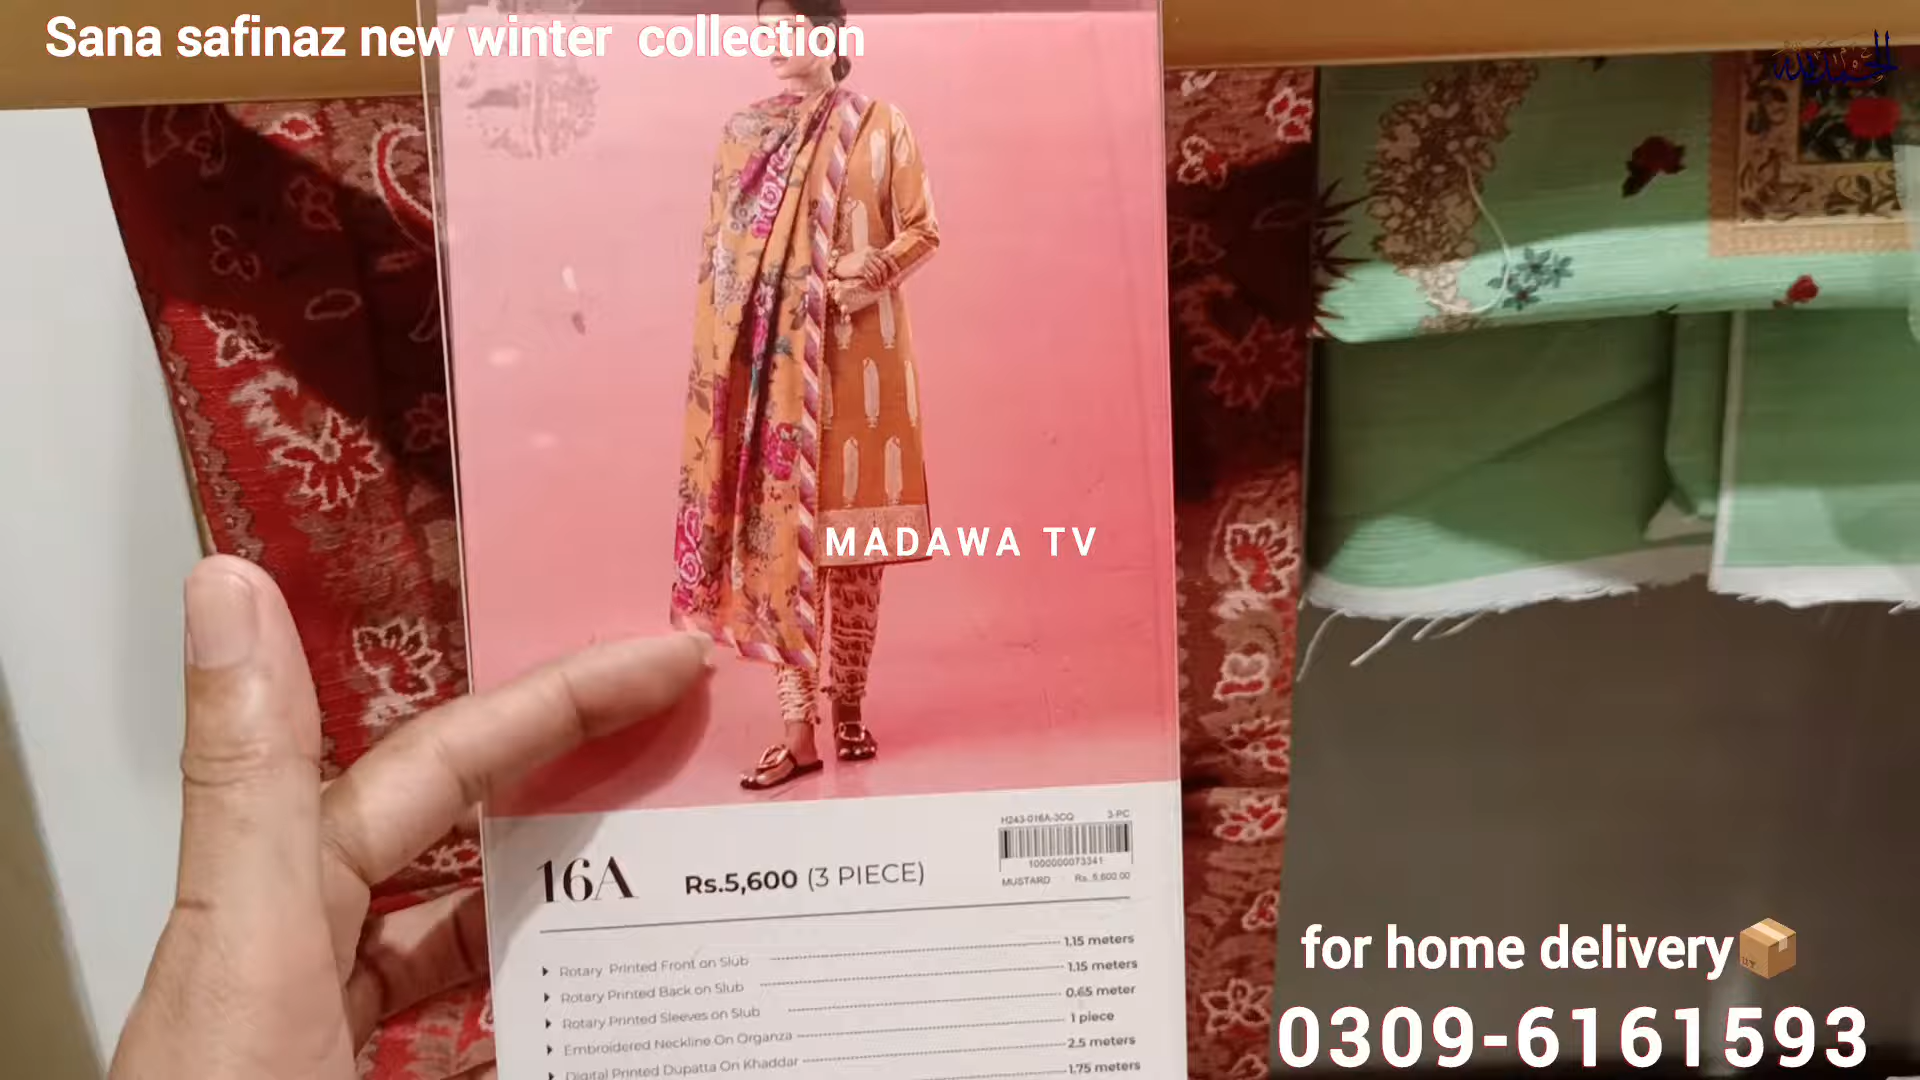 Sana safinaz new winter collection
الحمدللہ
MADAWA TV
H243-016A-3CQ 3-PC
1000000073341
MUSTARD Rs. 5,600.00
16A Rs.5,600 (3 PIECE)
Rotary Printed Front on Slub 1.15 meters
Rotary Printed Back on Slub 1.15 meters
Rotary Printed Sleeves on Slub 0.65 meter
Embroidered Neckline On Organza 1 piece
Digital Printed Dupatta On Khaddar 2.5 meters
1.75 meters
for home delivery📦
0309-6161593